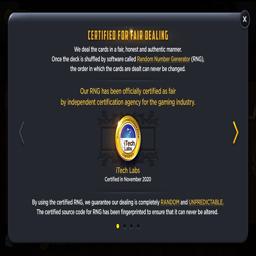 CERTIFIED FOR FAIR DEALING
We deal the cards in a fair, honest and authentic manner.
Once the deck is shuffled by software called Random Number Generator (RNG),
the order in which the cards are dealt can never be changed.
Our RNG has been officially certified as fair
by independent certification agency for the gaming industry.
iTech
Labs
iTech Labs
Certified in November 2020
By using the certified RNG, we guarantee our dealing is completely RANDOM and UNPREDICTABLE.
The certified source code for RNG has been fingerprinted to ensure that it can never be altered.